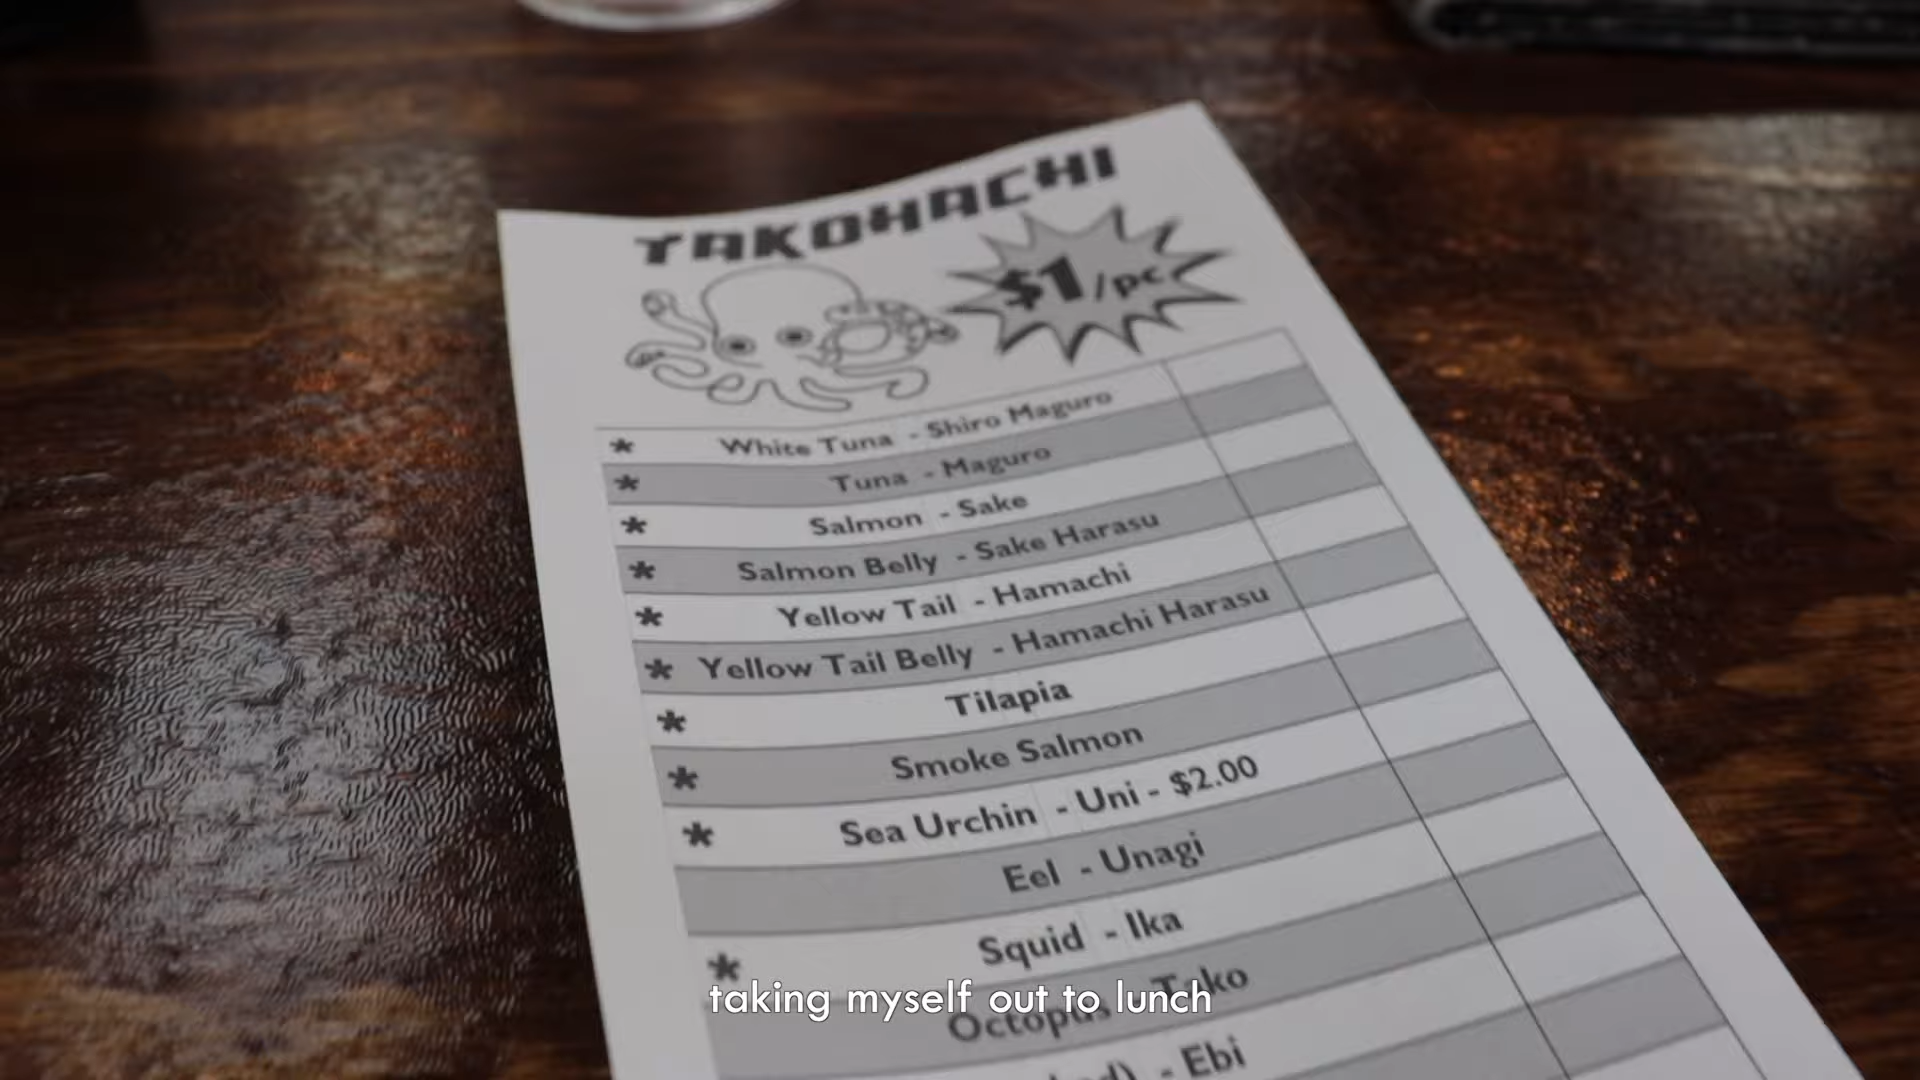 TAKOHACHI
$1/pc
* White Tuna - Shiro Maguro
* Tuna - Maguro
* Salmon - Sake
* Salmon Belly - Sake Harasu
* Yellow Tail - Hamachi
* Yellow Tail Belly - Hamachi Harasu
* Tilapia
* Smoke Salmon
* Sea Urchin - Uni - $2.00
Eel - Unagi
* Squid - Ika
Octopus - Tako
- Ebi
taking myself out to lunch